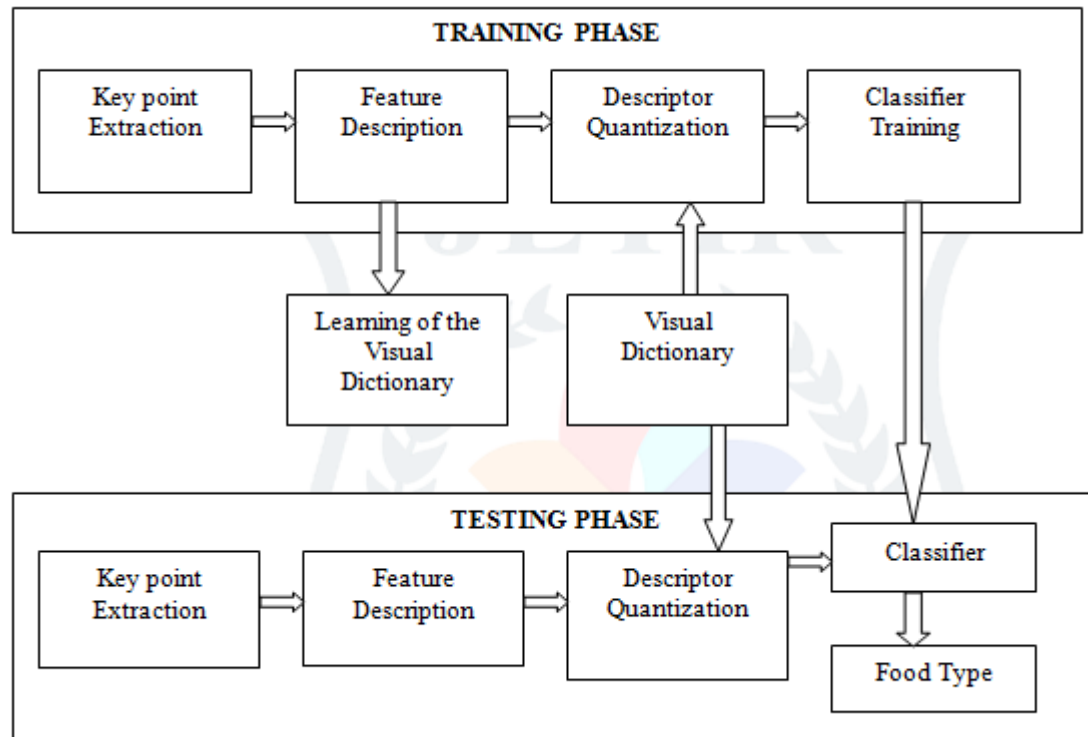 TRAINING PHASE
Key point
Extraction
Feature
Description
Descriptor
Quantization
Classifier
Training
Learning of the
Visual
Dictionary
Visual
Dictionary
TESTING PHASE
Key point
Extraction
Feature
Description
Descriptor
Quantization
Classifier
Food Type